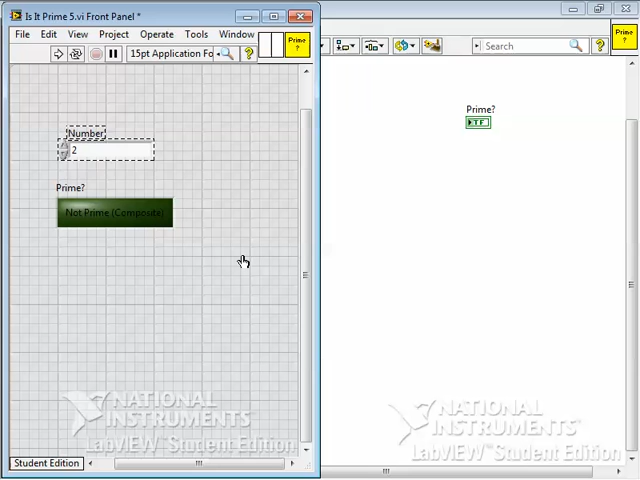 Is It Prime 5.vi Front Panel *
File Edit View Project Operate Tools Window
Prime
?
15pt Application Fo
?
Search
?
Prime
?
Number
2
Prime?
Not Prime (Composite)
Prime?
TF
NATIONAL
INSTRUMENTS
LabVIEW Student Edition
NATIONAL
INSTRUMENTS
LabVIEW Student Edition
Student Edition